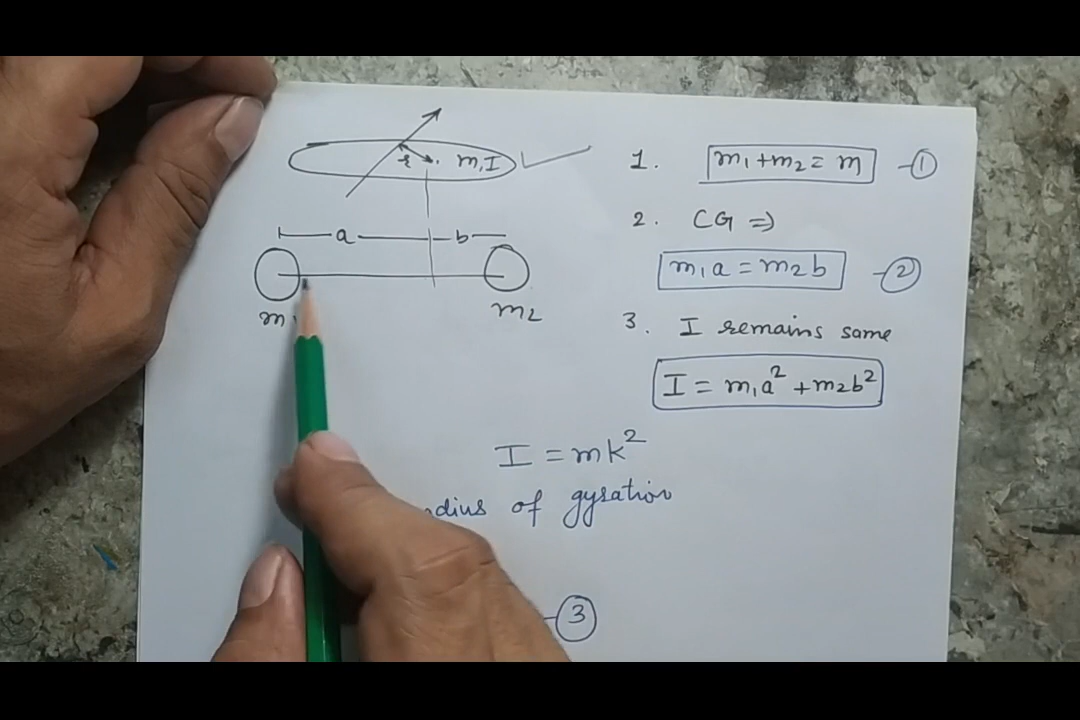 r m, I
a b
m1 m2
1. m1 + m2 = m -①
2. CG ⇒
m1a = m2b -②
3. I remains same
I = m1a² + m2b²
I = mk²
dius of gyration
-③